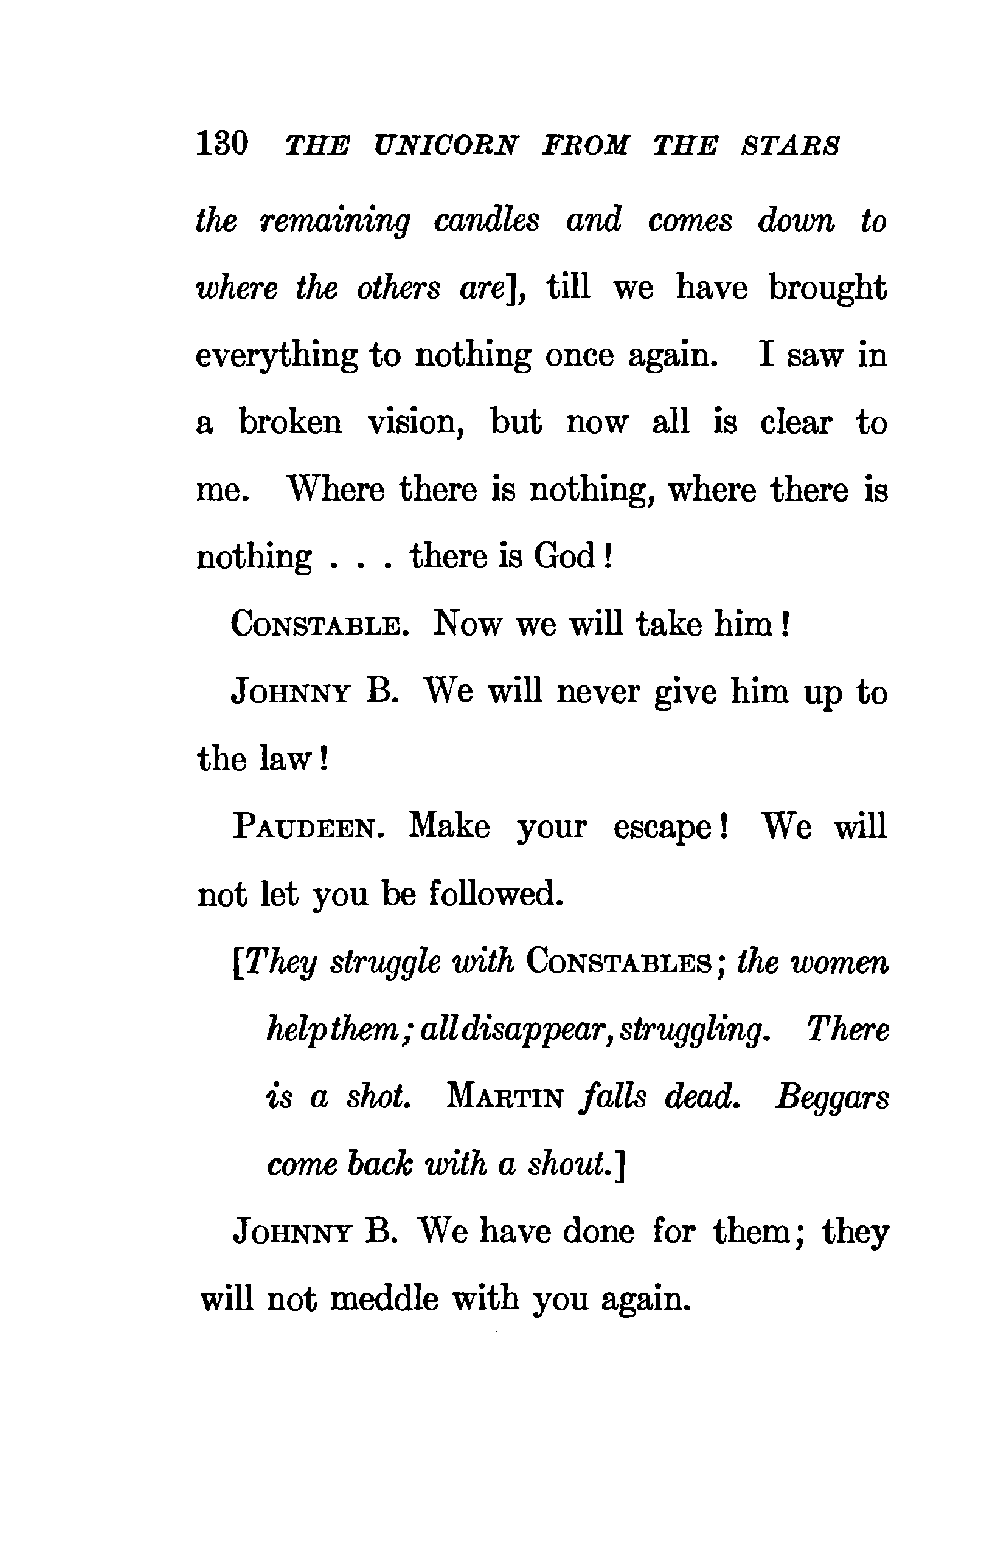 130 THE UNICORN FROM THE STARS
the remaining candles and comes down to
where the others are], till we have brought
everything to nothing once again. I saw in
a broken vision, but now all is clear to
me. Where there is nothing, where there is
nothing . . . there is God!
CONSTABLE. Now we will take him!
JOHNNY B. We will never give him up to
the law!
PAUDEEN. Make your escape! We will
not let you be followed.
[They struggle with CONSTABLES; the women
help them; all disappear, struggling. There
is a shot. MARTIN falls dead. Beggars
come back with a shout.]
JOHNNY B. We have done for them; they
will not meddle with you again.